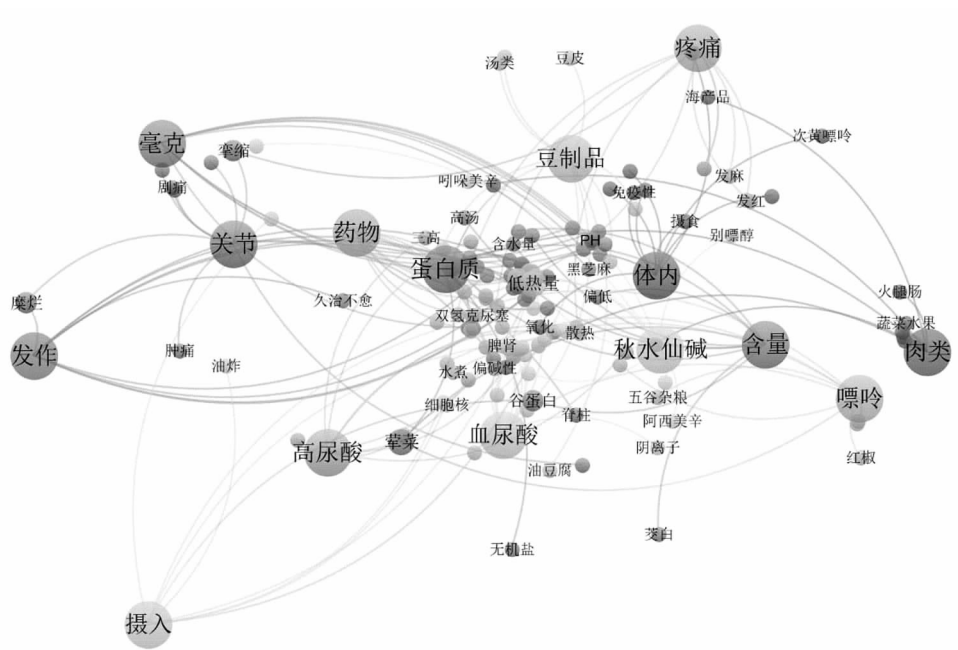 疼痛
汤类
豆皮
海产品
次黄嘌呤
毫克
挛缩
豆制品
发麻
剧痛
吲哚美辛
免疫性
发红
高汤
摄食
药物
三高
含水量
PH
别嘌醇
关节
蛋白质
低热量
黑芝麻
体内
火腿肠
糜烂
久治不愈
偏低
双氢克尿塞
氧化
散热
蔬菜水果
发作
肿痛
油炸
脾肾
秋水仙碱
含量
肉类
水煮
偏碱性
细胞核
谷蛋白
五谷杂粮
嘌呤
脊柱
阿西美辛
高尿酸
荤菜
血尿酸
阴离子
红椒
油豆腐
无机盐
茭白
摄入